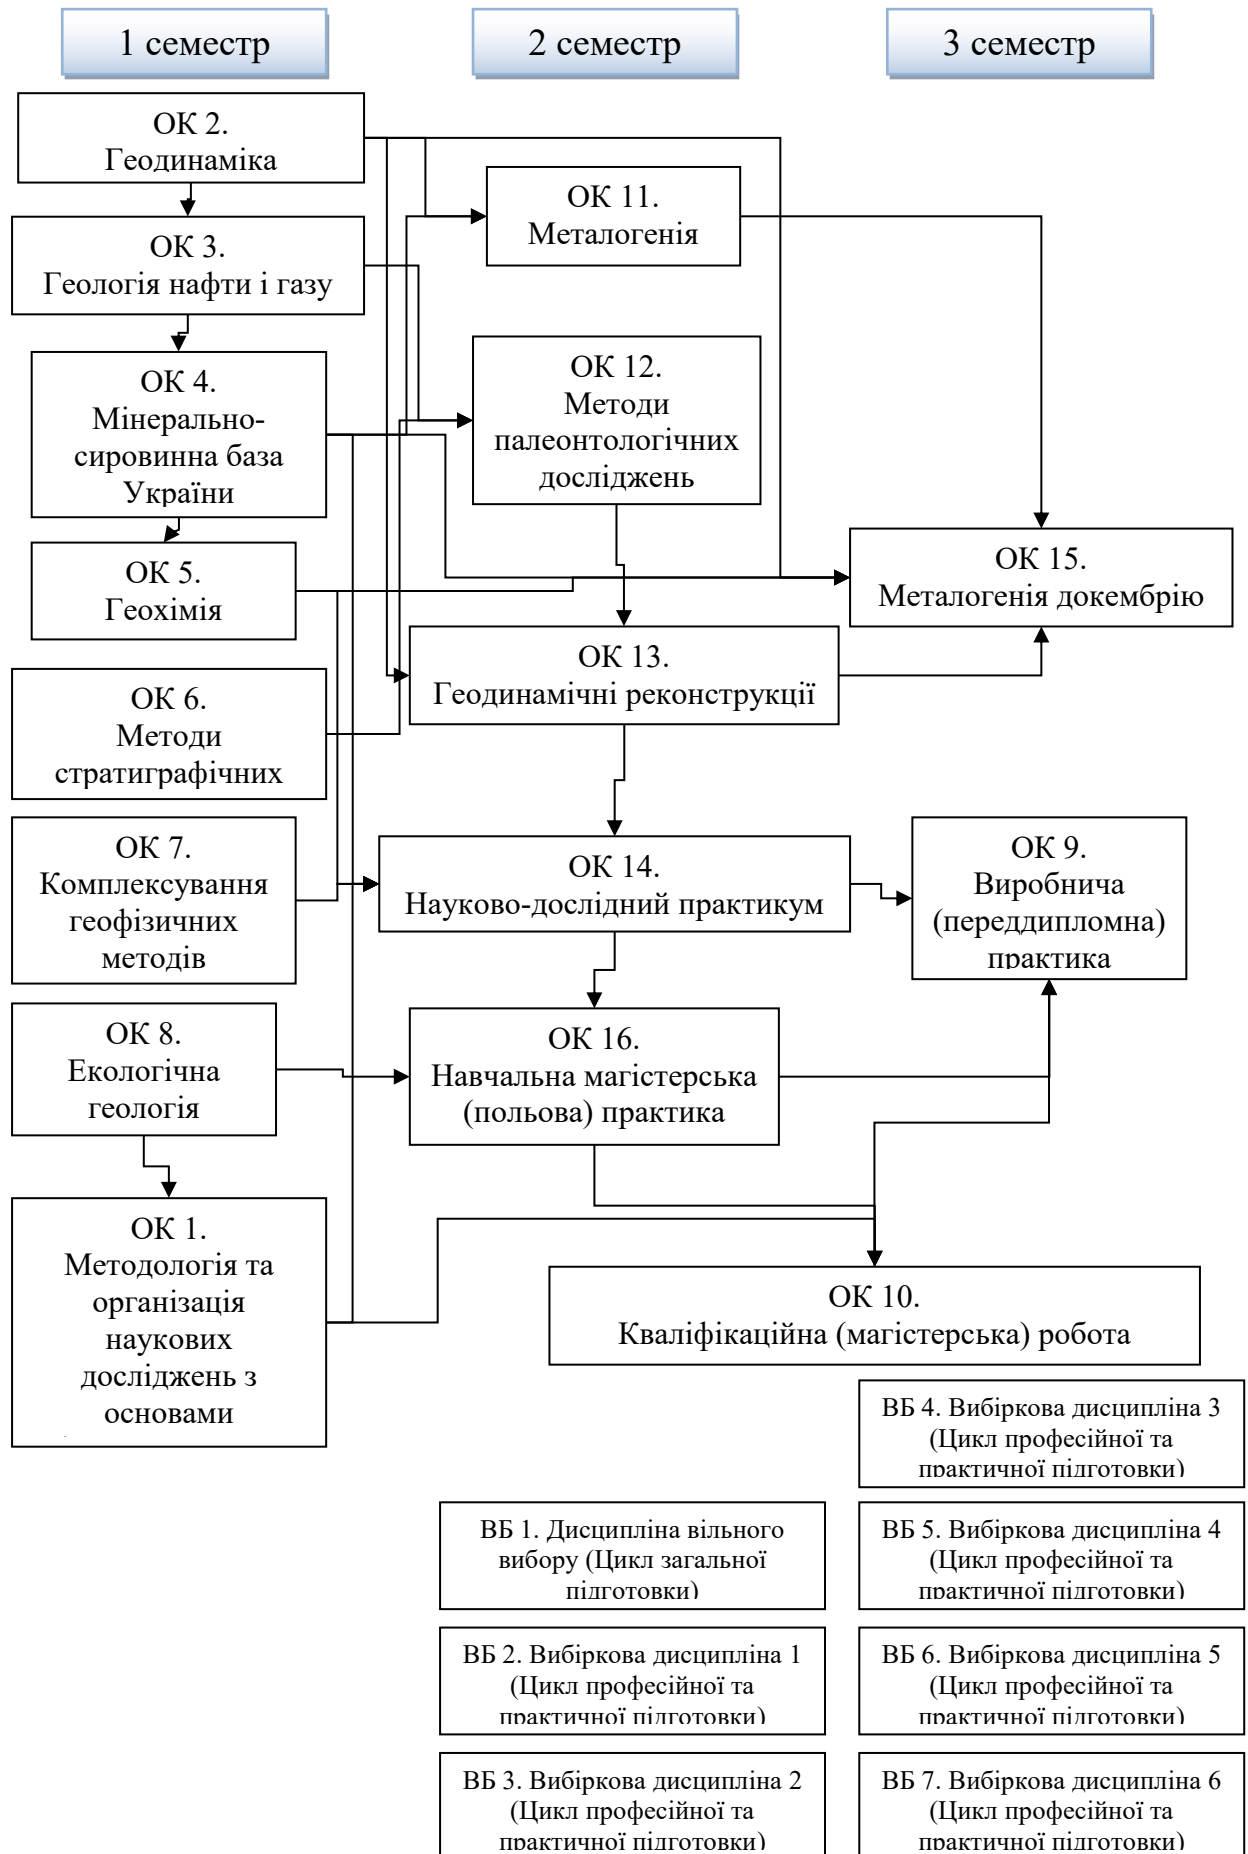 1 семестр
2 семестр
3 семестр
ОК 2.
Геодинаміка
ОК 3.
Геологія нафти і газу
ОК 4.
Мінерально-
сировинна база
України
ОК 5.
Геохімія
ОК 6.
Методи
стратиграфічних
ОК 7.
Комплексування
геофізичних
методів
ОК 8.
Екологічна
геологія
ОК 1.
Методологія та
організація
наукових
досліджень з
основами
ОК 11.
Металогенія
ОК 12.
Методи
палеонтологічних
досліджень
ОК 13.
Геодинамічні реконструкції
ОК 14.
Науково-дослідний практикум
ОК 16.
Навчальна магістерська
(польова) практика
ОК 15.
Металогенія докембрію
ОК 9.
Виробнича
(переддипломна)
практика
ОК 10.
Кваліфікаційна (магістерська) робота
ВБ 1. Дисципліна вільного
вибору (Цикл загальної
підготовки)
ВБ 2. Вибіркова дисципліна 1
(Цикл професійної та
практичної підготовки)
ВБ 3. Вибіркова дисципліна 2
(Цикл професійної та
практичної підготовки)
ВБ 4. Вибіркова дисципліна 3
(Цикл професійної та
практичної підготовки)
ВБ 5. Вибіркова дисципліна 4
(Цикл професійної та
практичної підготовки)
ВБ 6. Вибіркова дисципліна 5
(Цикл професійної та
практичної підготовки)
ВБ 7. Вибіркова дисципліна 6
(Цикл професійної та
практичної підготовки)